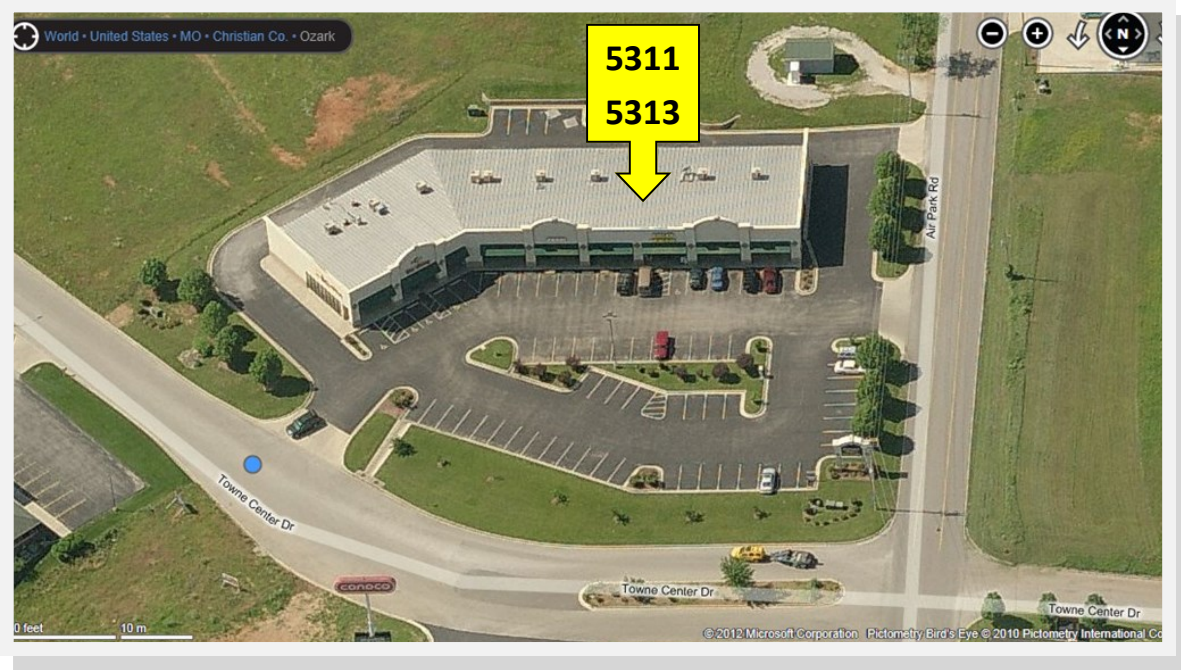 World • United States • MO • Christian Co. • Ozark
5311
5313
N
Air Park Rd
Towne Center Dr
CONOCO
Towne Center Dr
Towne Center Dr
0 feet
10 m
© 2012 Microsoft Corporation Pictometry Bird's Eye © 2010 Pictometry International Co